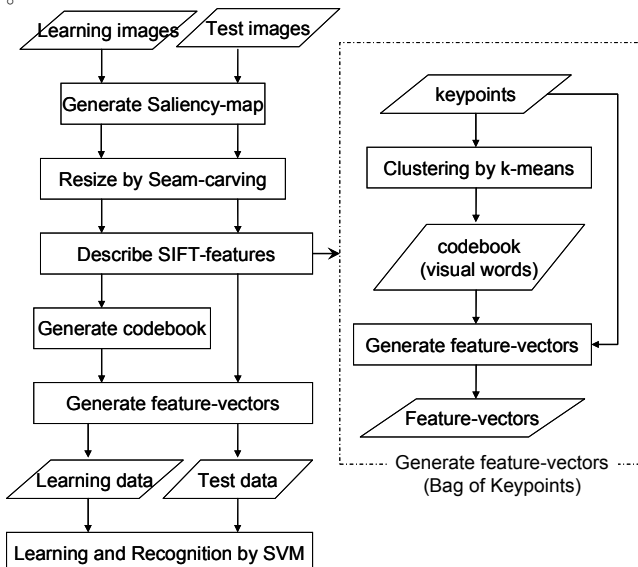 Learning images
Test images
Generate Saliency-map
Resize by Seam-carving
Describe SIFT-features
Generate codebook
Generate feature-vectors
Learning data
Test data
Learning and Recognition by SVM
keypoints
Clustering by k-means
codebook
(visual words)
Generate feature-vectors
Feature-vectors
Generate feature-vectors
(Bag of Keypoints)